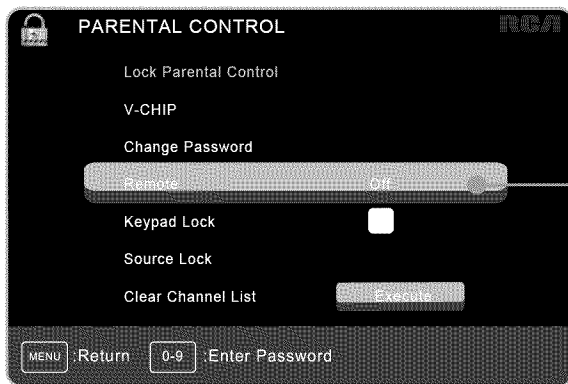 PARENTAL CONTROL RCA
Lock Parental Control
V-CHIP
Change Password
Remote Off
Keypad Lock
Source Lock
Clear Channel List Execute
MENU :Return 0-9 :Enter Password